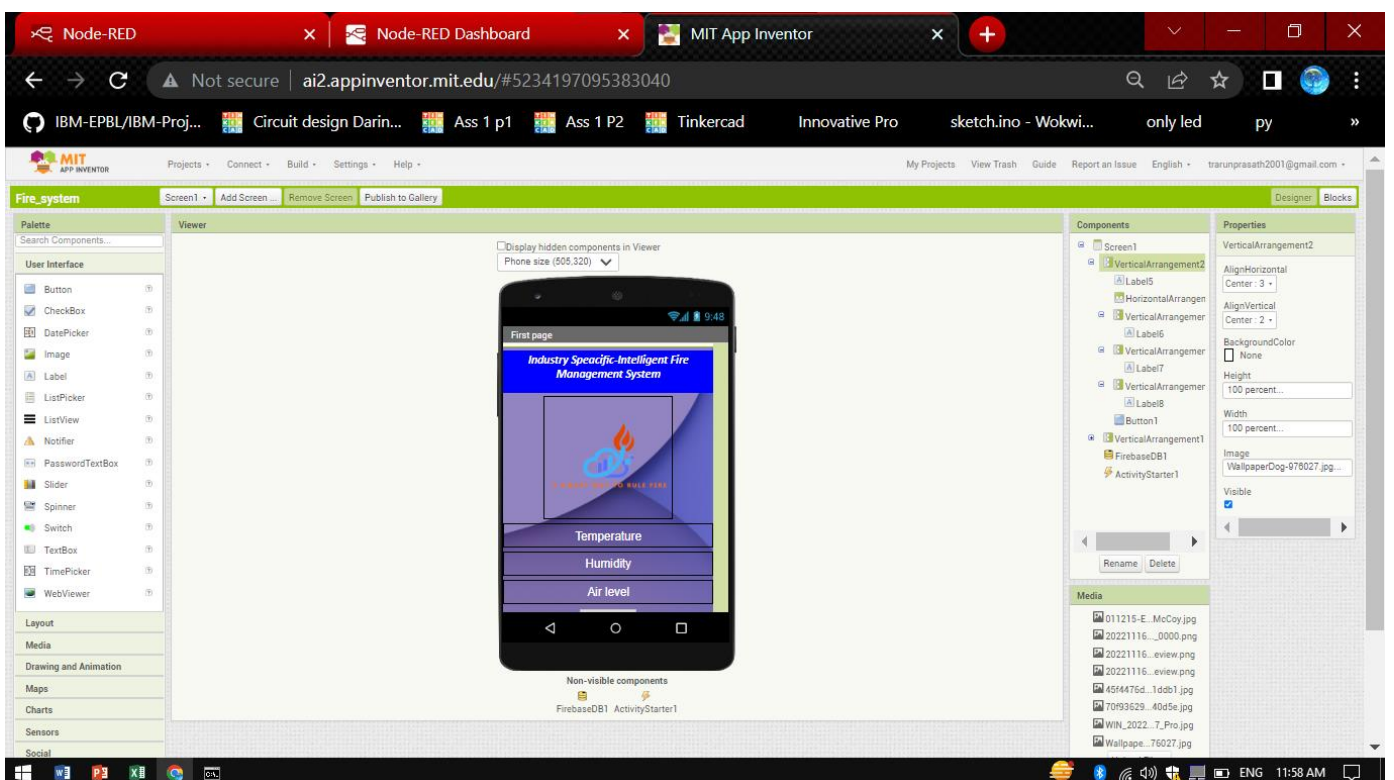 Node-RED
Node-RED Dashboard
MIT App Inventor
Not secure | ai2.appinventor.mit.edu/#5234197095383040
IBM-EPBL/IBM-Proj... Circuit design Darin... Ass 1 p1 Ass 1 P2 Tinkercad Innovative Pro sketch.ino - Wokwi... only led py »
MIT
APP INVENTOR
Projects Connect Build Settings Help
My Projects View Trash Guide Report an Issue English trarunprasath2001@gmail.com
Fire_system Screen1 Add Screen ... Remove Screen Publish to Gallery Designer Blocks
Palette
Search Components...
User Interface
Button
CheckBox
DatePicker
Image
Label
ListPicker
ListView
Notifier
PasswordTextBox
Slider
Spinner
Switch
TextBox
TimePicker
WebViewer
Layout
Media
Drawing and Animation
Maps
Charts
Sensors
Social
Viewer
Display hidden components in Viewer
Phone size (505,320)
9:48
First page
Industry Speacific-Intelligent Fire
Management System
Temperature
Humidity
Air level
Non-visible components
FirebaseDB1 ActivityStarter1
Components
Screen1
VerticalArrangement2
Label5
HorizontalArrangen
VerticalArrangemer
Label6
VerticalArrangemer
Label7
VerticalArrangemer
Label8
Button1
VerticalArrangement1
FirebaseDB1
ActivityStarter1
Rename Delete
Media
011215-E...McCoy.jpg
20221116..._0000.png
20221116...eview.png
20221116...eview.png
45f4476d...1ddb1.jpg
70f93629...40d5e.jpg
WIN_2022...7_Pro.jpg
Wallpape...76027.jpg
Properties
VerticalArrangement2
AlignHorizontal
Center : 3
AlignVertical
Center : 2
BackgroundColor
None
Height
100 percent...
Width
100 percent...
Image
WallpaperDog-976027.jpg...
Visible
ENG 11:58 AM